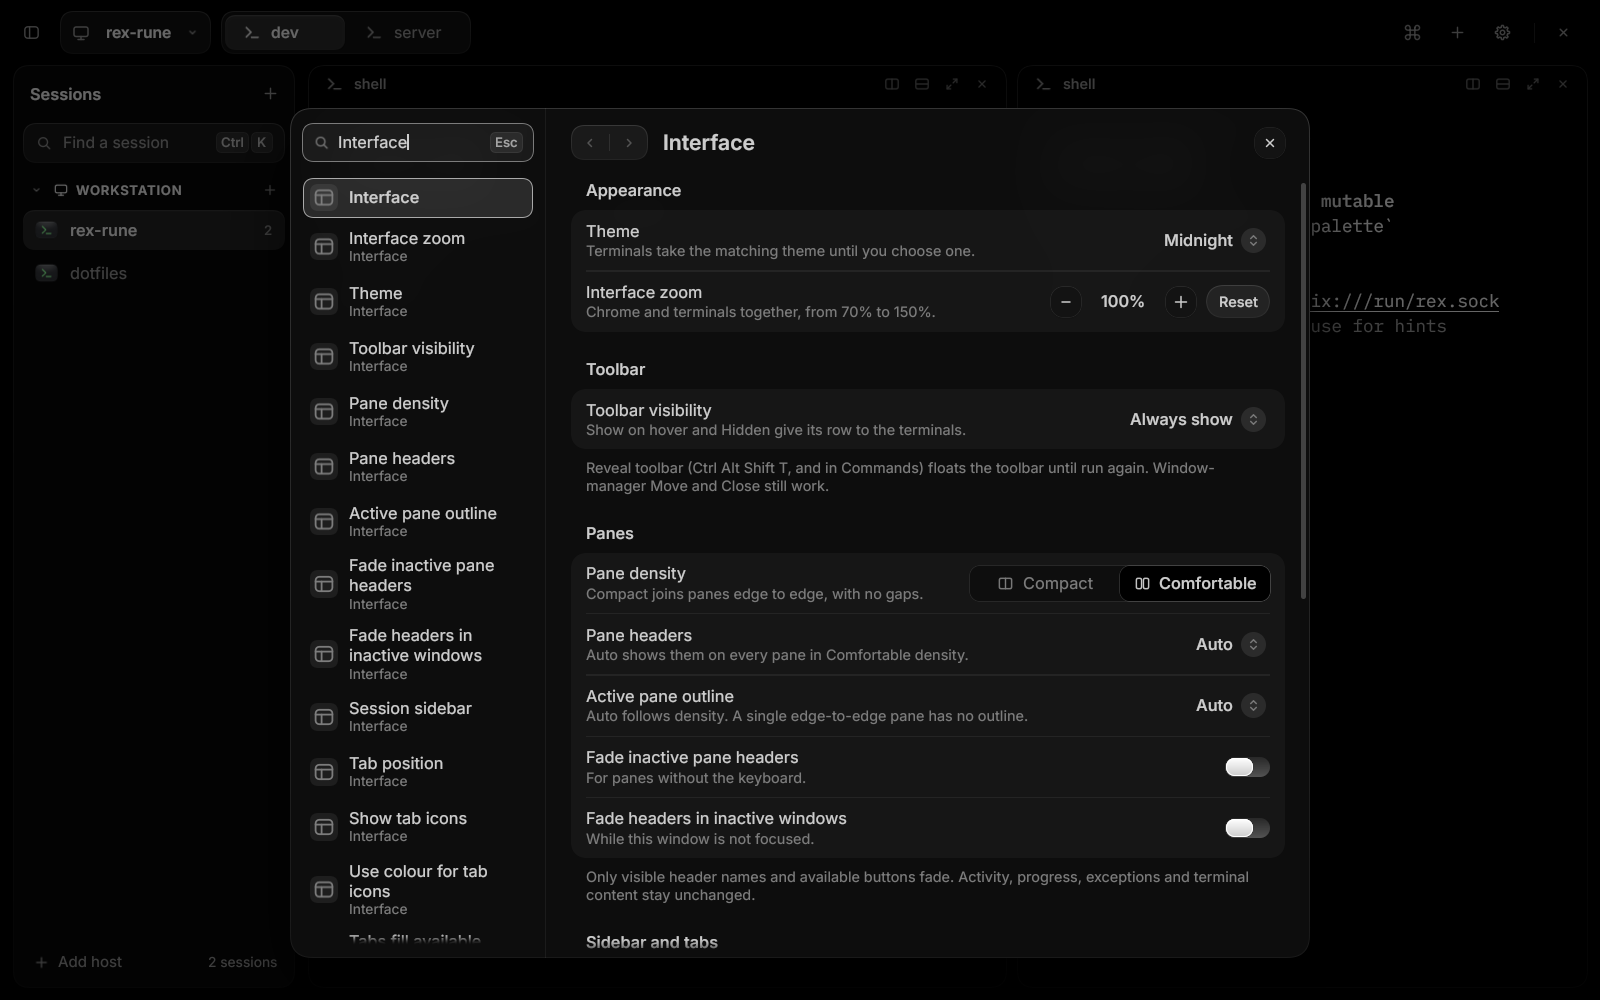 rex-rune
dev
server
Sessions
shell
shell
Find a session
Ctrl
K
WORKSTATION
rex-rune
2
dotfiles
Add host
2 sessions
Interface
Esc
Interface
Interface zoom
Interface
Theme
Interface
Toolbar visibility
Interface
Pane density
Interface
Pane headers
Interface
Active pane outline
Interface
Fade inactive pane
headers
Interface
Fade headers in
inactive windows
Interface
Session sidebar
Interface
Tab position
Interface
Show tab icons
Interface
Use colour for tab
icons
Interface
Tabs fill available
Interface
Appearance
Theme
Midnight
Terminals take the matching theme until you choose one.
Interface zoom
100%
Reset
Chrome and terminals together, from 70% to 150%.
Toolbar
Toolbar visibility
Always show
Show on hover and Hidden give its row to the terminals.
Reveal toolbar (Ctrl Alt Shift T, and in Commands) floats the toolbar until run again. Window-
manager Move and Close still work.
Panes
Pane density
Compact
Comfortable
Compact joins panes edge to edge, with no gaps.
Pane headers
Auto
Auto shows them on every pane in Comfortable density.
Active pane outline
Auto
Auto follows density. A single edge-to-edge pane has no outline.
Fade inactive pane headers
For panes without the keyboard.
Fade headers in inactive windows
While this window is not focused.
Only visible header names and available buttons fade. Activity, progress, exceptions and terminal
content stay unchanged.
Sidebar and tabs
mutable
palette`
ix:///run/rex.sock
use for hints